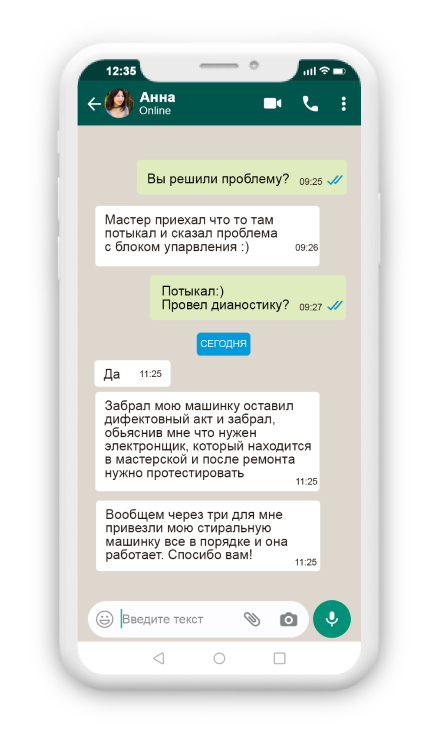 12:35
Анна
Online
Вы решили проблему? 09:25
Мастер приехал что то там
потыкал и сказал проблема
с блоком упарвления :) 09:26
Потыкал:)
Провел дианостику? 09:27
СЕГОДНЯ
Да 11:25
Забрал мою машинку оставил
дифектовный акт и забрал,
обьяснив мне что нужен
электронщик, который находится
в мастерской и после ремонта
нужно протестировать
11:25
Вообщем через три для мне
привезли мою стиральную
машинку все в порядке и она
работает. Спосибо вам!
11:25
Введите текст